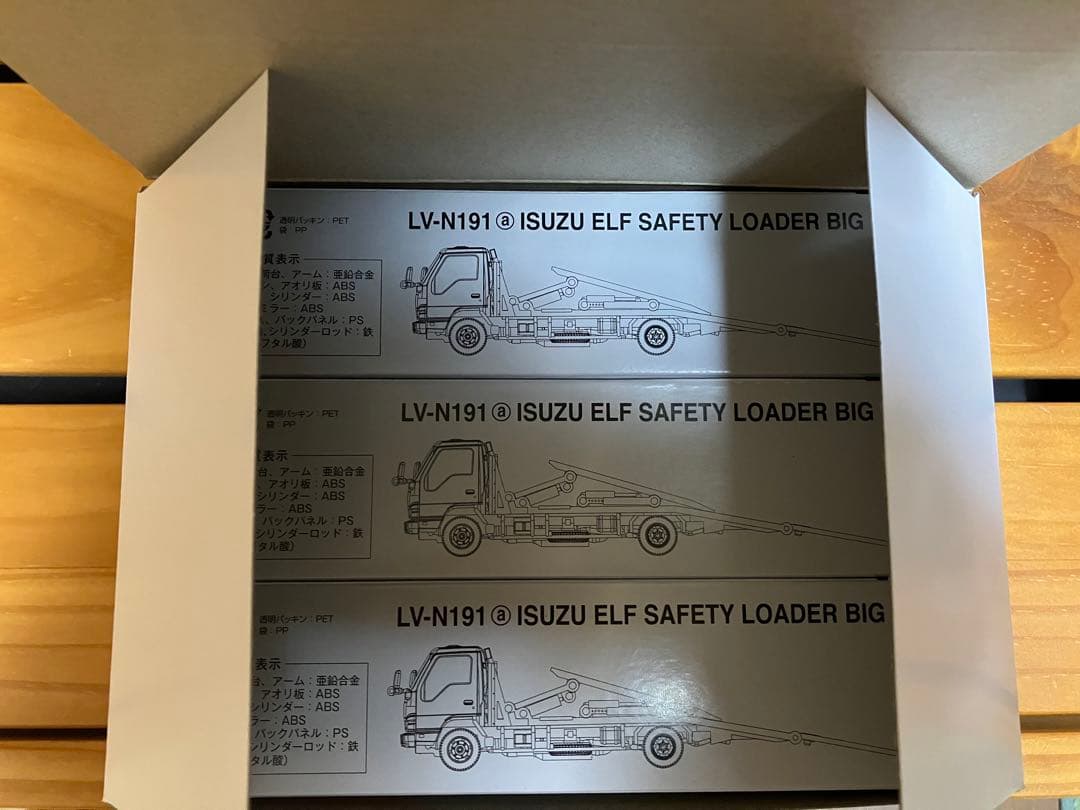 透明パッキン：PET
袋：PP
LV-N191 ⓐ ISUZU ELF SAFETY LOADER BIG
質表示
台、アーム：亜鉛合金
ン、アオリ板：ABS
シリンダー：ABS
ミラー：ABS
、バックパネル：PS
シリンダーロッド：鉄
フタル酸）
透明パッキン：PET
袋：PP
LV-N191 ⓐ ISUZU ELF SAFETY LOADER BIG
質表示
台、アーム：亜鉛合金
、アオリ板：ABS
シリンダー：ABS
ラー：ABS
バックパネル：PS
シリンダーロッド：鉄
タル酸）
透明パッキン：PET
袋：PP
LV-N191 ⓐ ISUZU ELF SAFETY LOADER BIG
表示
台、アーム：亜鉛合金
アオリ板：ABS
シリンダー：ABS
ラー：ABS
バックパネル：PS
シリンダーロッド：鉄
タル酸）